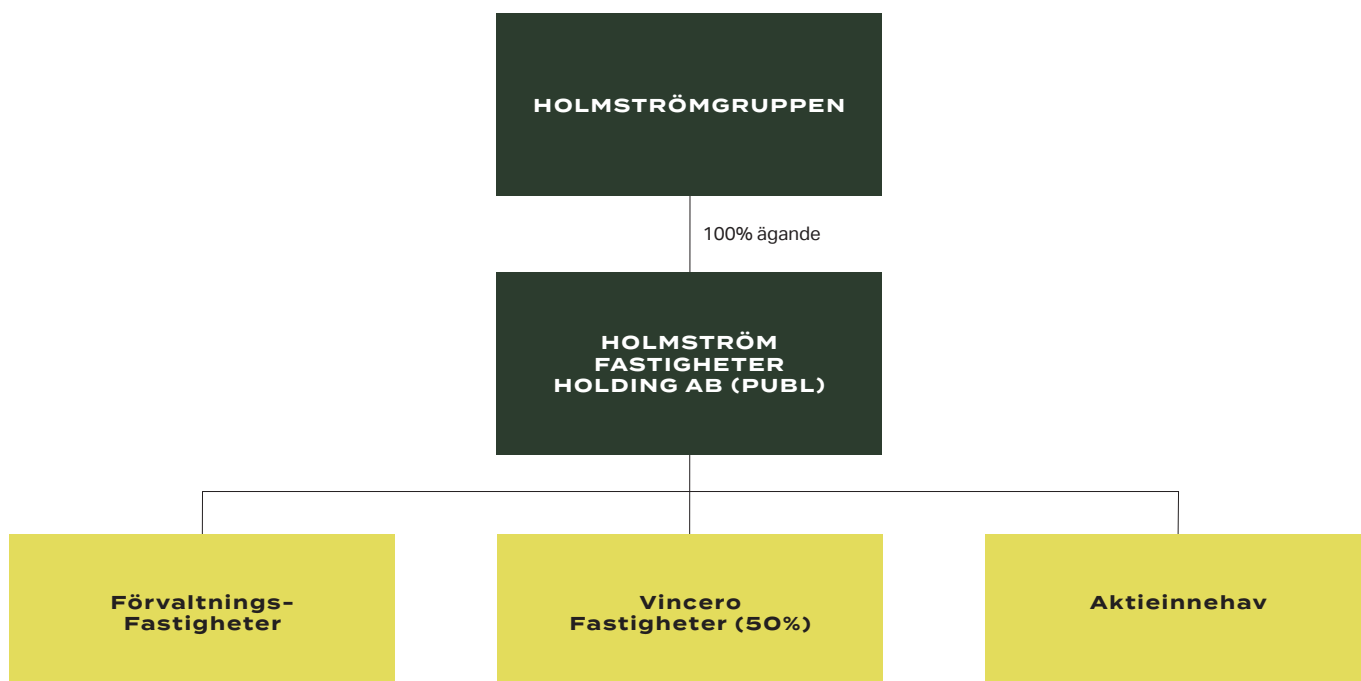 HOLMSTRÖMGRUPPEN
100% ägande
HOLMSTRÖM
FASTIGHETER
HOLDING AB (PUBL)
Förvaltnings-
Fastigheter
Vincero
Fastigheter (50%)
Aktieinnehav